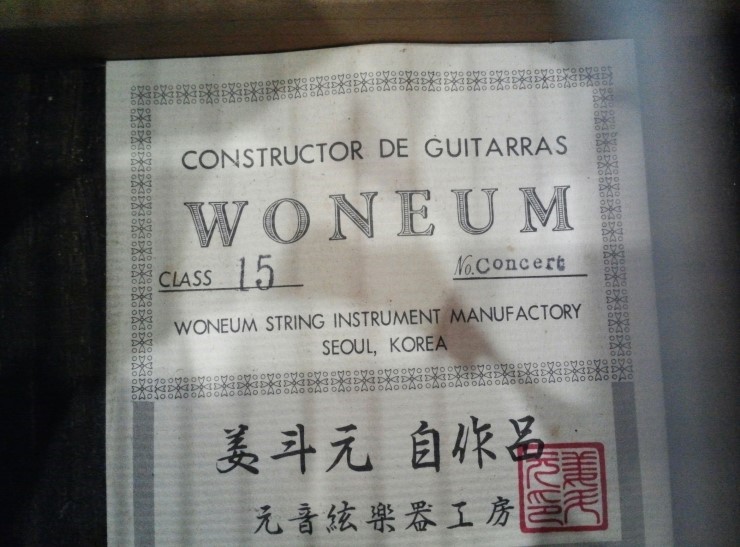 CONSTRUCTOR DE GUITARRAS
WONEUM
CLASS 15 No. Concert
WONEUM STRING INSTRUMENT MANUFACTORY
SEOUL, KOREA
姜斗元 自作品
元音絃樂器工房